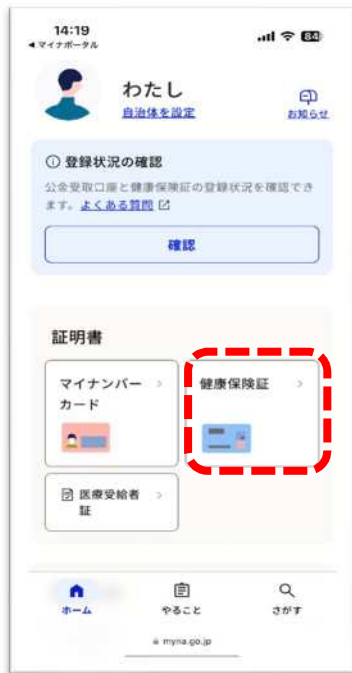 14:19
84
◀ マイナポータル
わたし
自治体を設定
お知らせ
登録状況の確認
公金受取口座と健康保険証の登録状況を確認でき
ます。よくある質問
確認
証明書
マイナンバー
カード
健康保険証
医療受給者
証
ホーム
やること
さがす
myna.go.jp